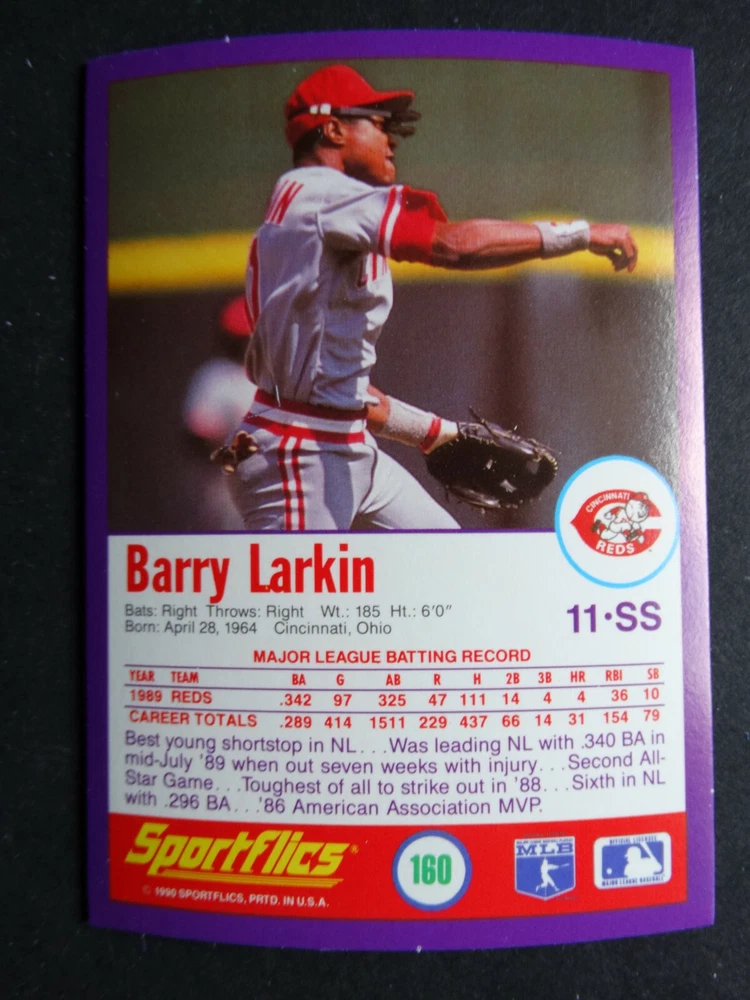 CINCINNATI
REDS
Barry Larkin
Bats: Right Throws: Right Wt.: 185 Ht.: 6'0"
Born: April 28, 1964 Cincinnati, Ohio
11·SS
MAJOR LEAGUE BATTING RECORD
YEAR TEAM BA G AB R H 2B 3B HR RBI SB
1989 REDS .342 97 325 47 111 14 4 4 36 10
CAREER TOTALS .289 414 1511 229 437 66 14 31 154 79
Best young shortstop in NL...Was leading NL with .340 BA in
mid-July '89 when out seven weeks with injury...Second All-
Star Game...Toughest of all to strike out in '88...Sixth in NL
with .296 BA...'86 American Association MVP.
Sportflics®
© 1990 SPORTFLICS, PRTD. IN U.S.A.
160
MLB
OFFICIAL LICENSEE
MAJOR LEAGUE BASEBALL